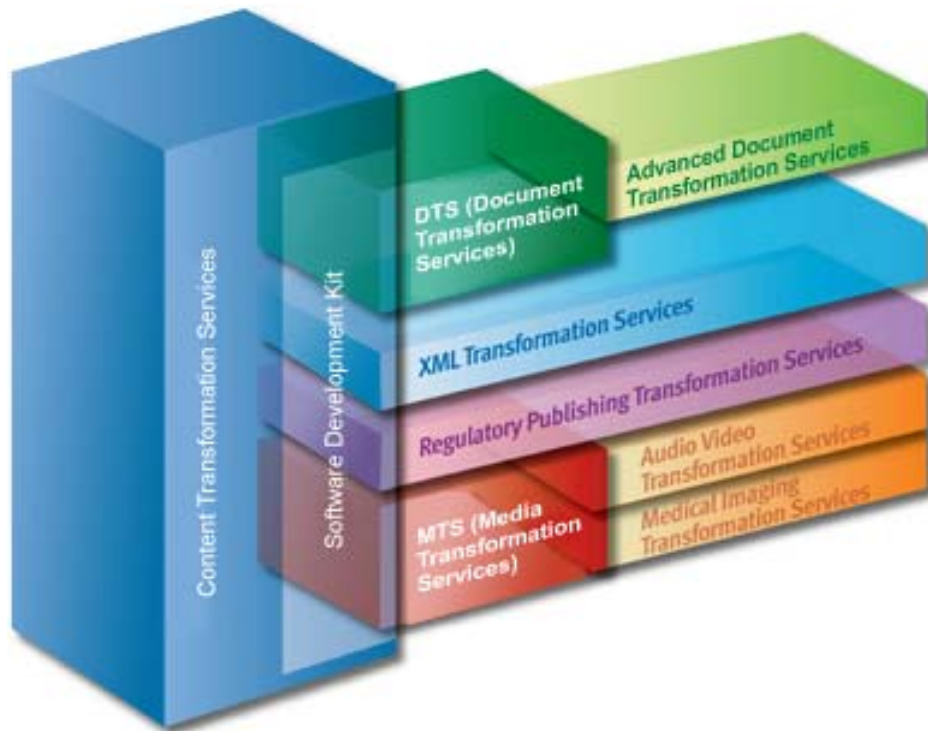 Content Transformation Services
Software Development Kit
DTS (Document
Transformation
Services)
Advanced Document
Transformation Services
XML Transformation Services
Regulatory Publishing Transformation Services
MTS (Media
Transformation
Services)
Audio Video
Transformation Services
Medical Imaging
Transformation Services